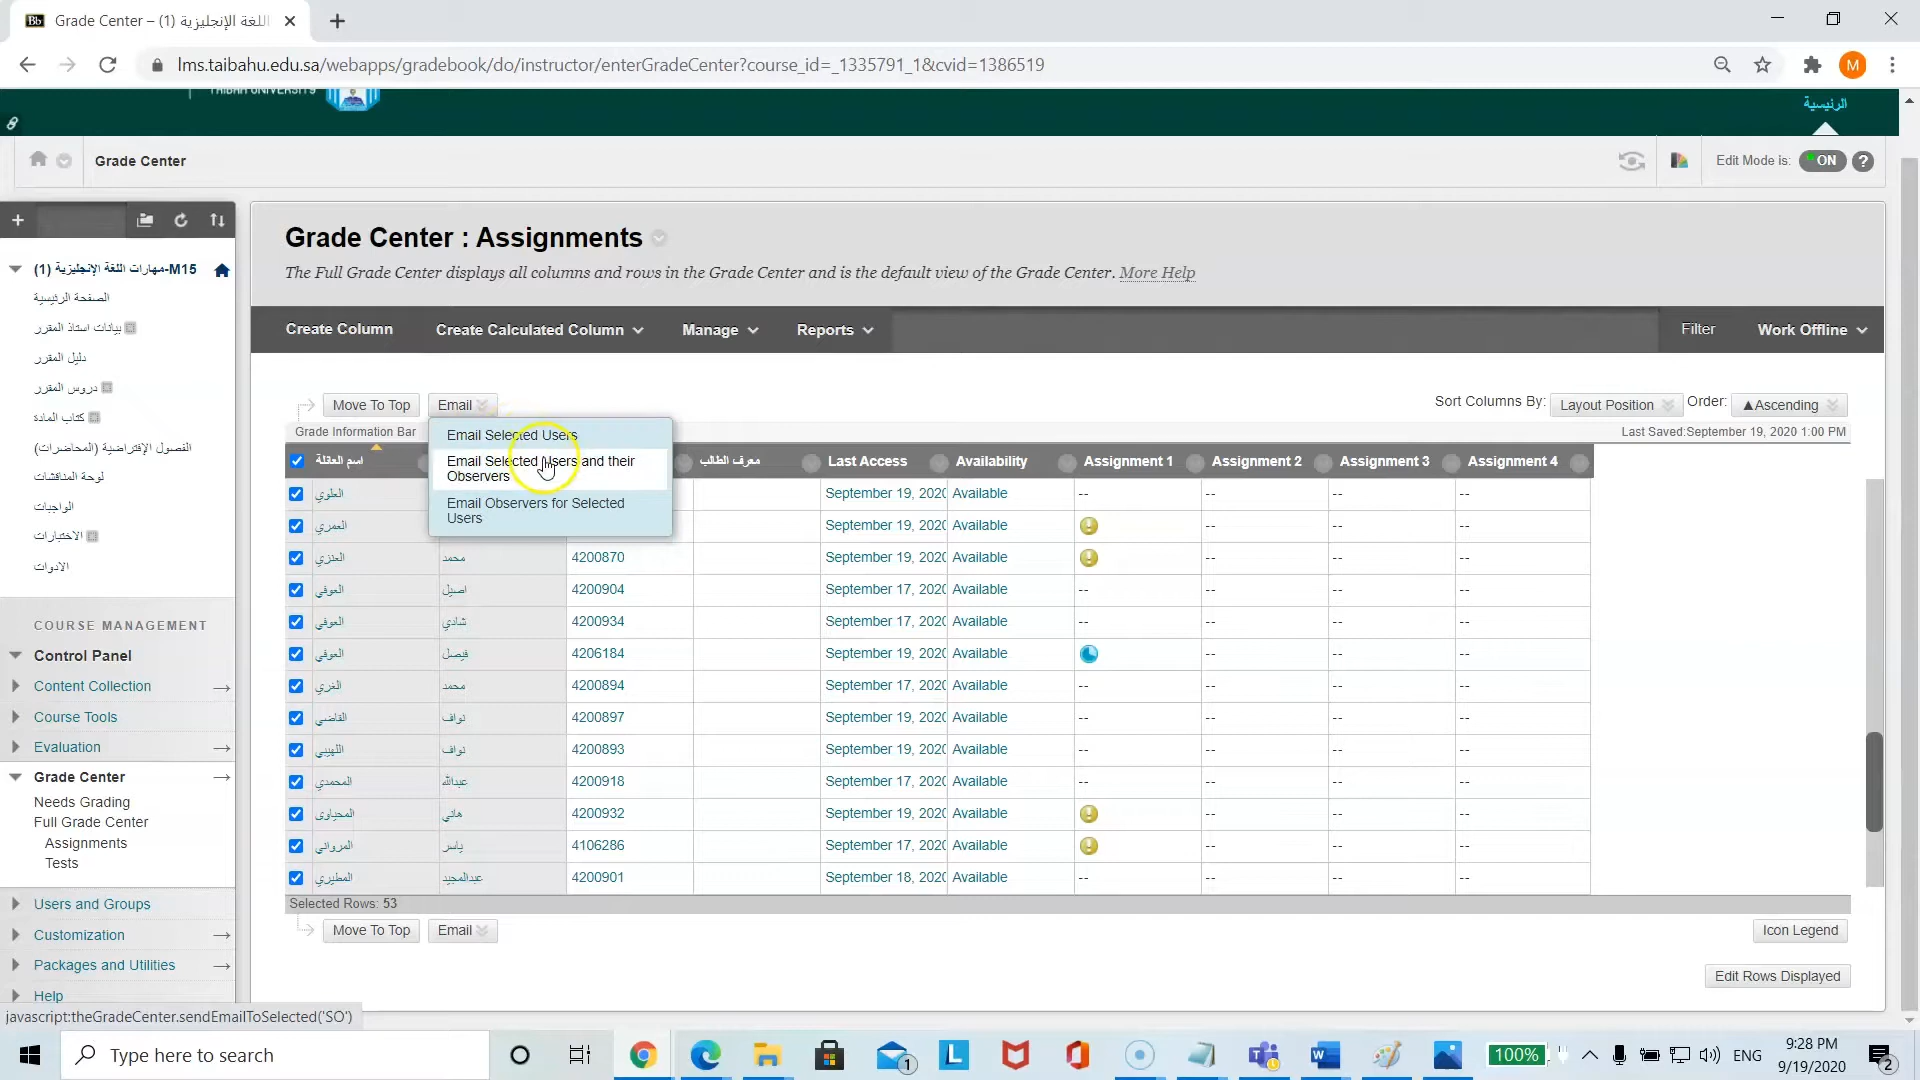 Grade Center – (1) اللغة الإنجليزية
lms.taibahu.edu.sa/webapps/gradebook/do/instructor/enterGradeCenter?course_id=_1335791_1&cvid=1386519
M
TAIBAH UNIVERSITY
الرئيسية
Grade Center
Edit Mode is: ON ?
M15-مهارات اللغة الإنجليزية (1)
الصفحة الرئيسية
بيانات استاذ المقرر
دليل المقرر
دروس المقرر
كتاب المادة
الفصول الإفتراضية (المحاضرات)
لوحة المناقشات
الواجبات
الاختبارات
الادوات
COURSE MANAGEMENT
Control Panel
Content Collection
Course Tools
Evaluation
Grade Center
Needs Grading
Full Grade Center
Assignments
Tests
Users and Groups
Customization
Packages and Utilities
Help
Grade Center : Assignments
The Full Grade Center displays all columns and rows in the Grade Center and is the default view of the Grade Center. More Help
Create Column Create Calculated Column Manage Reports Filter Work Offline
Move To Top Email Sort Columns By: Layout Position Order: ▲Ascending
Grade Information Bar Last Saved:September 19, 2020 1:00 PM
Email Selected Users
Email Selected Users and their
Observers
Email Observers for Selected
Users
اسم العائلة معرف الطالب Last Access Availability Assignment 1 Assignment 2 Assignment 3 Assignment 4
العلوي September 19, 2020 Available -- -- -- --
العمري September 19, 2020 Available -- -- --
العنزي محمد 4200870 September 19, 2020 Available -- -- --
العوفي اصيل 4200904 September 17, 2020 Available -- -- -- --
العوفي شادي 4200934 September 17, 2020 Available -- -- -- --
العوفي فيصل 4206184 September 19, 2020 Available -- -- --
الغري محمد 4200894 September 17, 2020 Available -- -- -- --
القاضي نواف 4200897 September 19, 2020 Available -- -- -- --
اللهيبي نواف 4200893 September 19, 2020 Available -- -- -- --
المحمدي عبدالله 4200918 September 17, 2020 Available -- -- -- --
المحياوى هاني 4200932 September 19, 2020 Available -- -- --
المرواني ياسر 4106286 September 17, 2020 Available -- -- --
المطيري عبدالمجيد 4200901 September 18, 2020 Available -- -- -- --
Selected Rows: 53
Move To Top Email Icon Legend
Edit Rows Displayed
javascript:theGradeCenter.sendEmailToSelected('SO')
Type here to search
1
100%
ENG
9:28 PM
9/19/2020
2